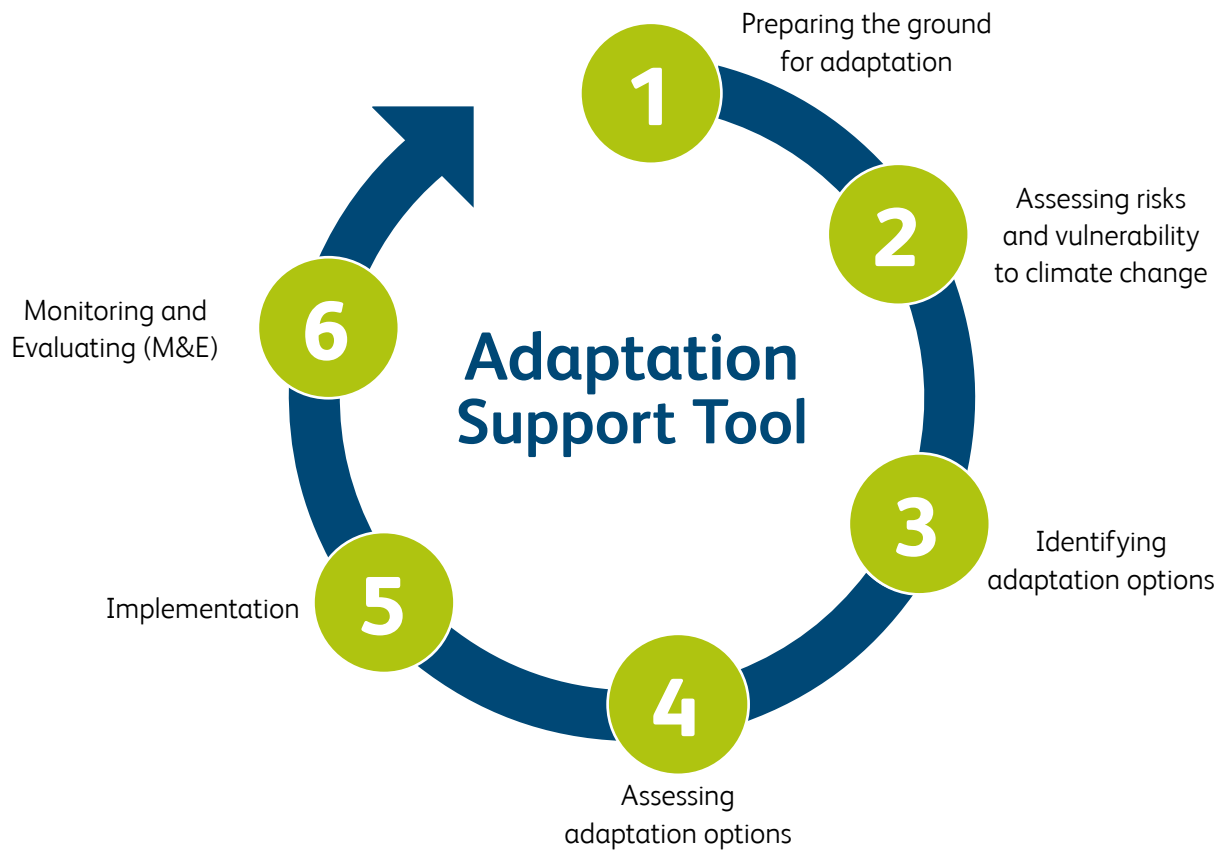 1
Preparing the ground
for adaptation
2
Assessing risks
and vulnerability
to climate change
3
Identifying
adaptation options
4
Assessing
adaptation options
5
Implementation
6
Monitoring and
Evaluating (M&E)
Adaptation
Support Tool